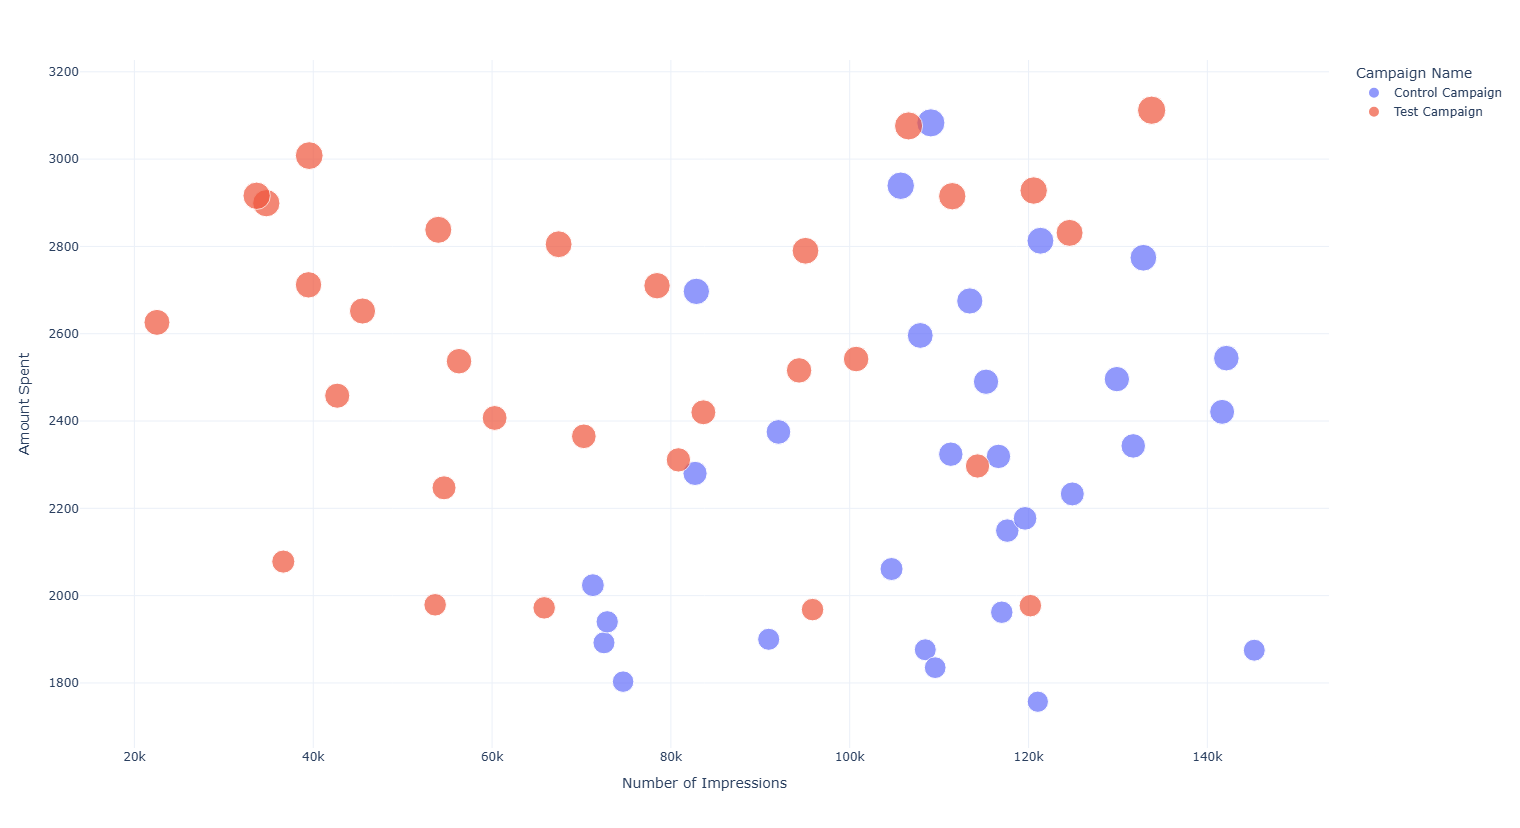 Campaign Name
Control Campaign
Test Campaign
3200
3000
2800
2600
2400
2200
2000
1800
Amount Spent
20k 40k 60k 80k 100k 120k 140k
Number of Impressions